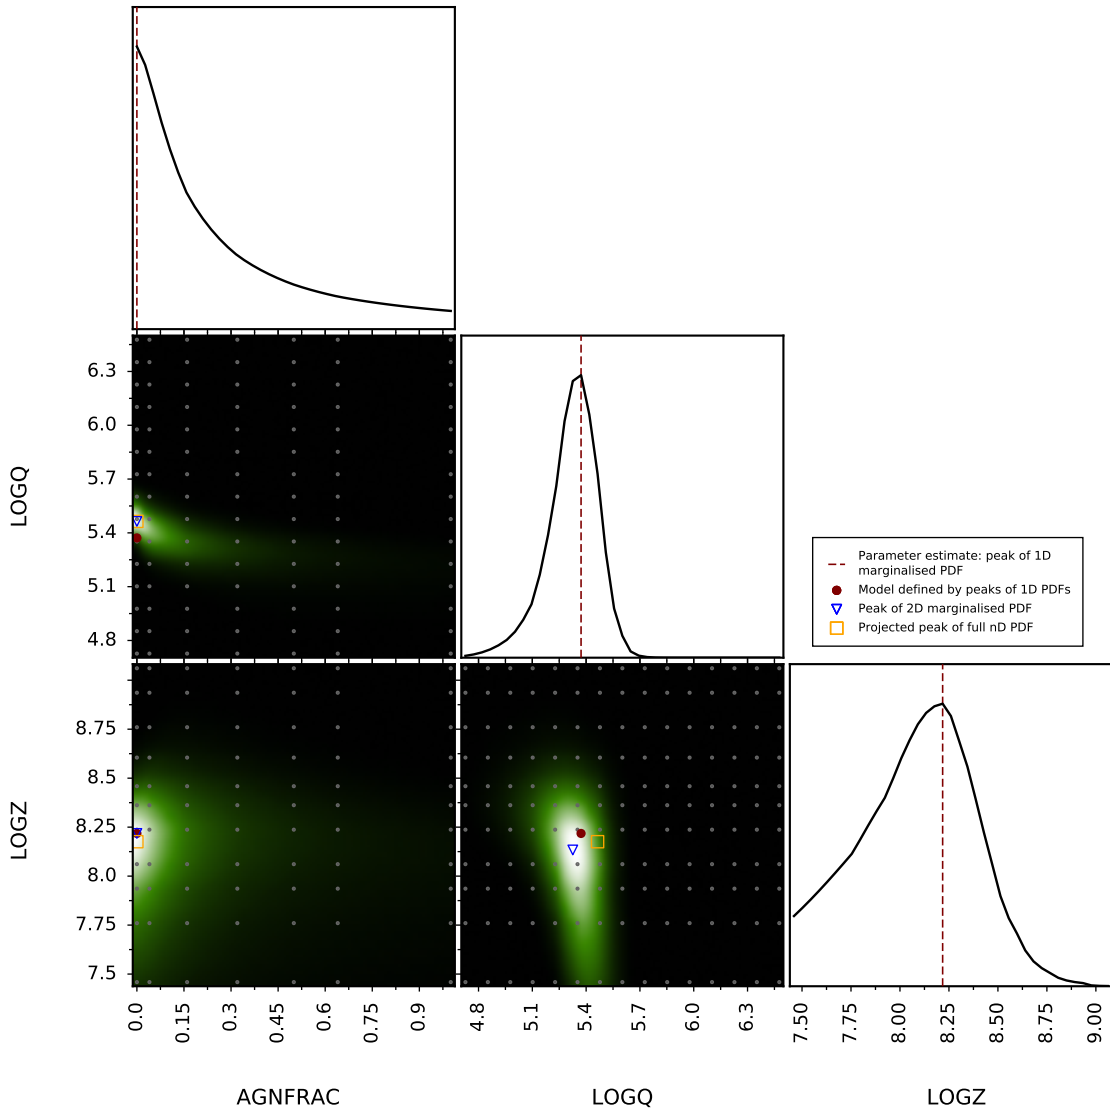 6.3
6.0
5.7
5.4
5.1
4.8
LOGQ
Parameter estimate: peak of 1D
marginalised PDF
Model defined by peaks of 1D PDFs
Peak of 2D marginalised PDF
Projected peak of full nD PDF
8.75
8.5
8.25
8.0
7.75
7.5
LOGZ
0.0 0.15 0.3 0.45 0.6 0.75 0.9
4.8 5.1 5.4 5.7 6.0 6.3
7.50 7.75 8.00 8.25 8.50 8.75 9.00
AGNFRAC LOGQ LOGZ